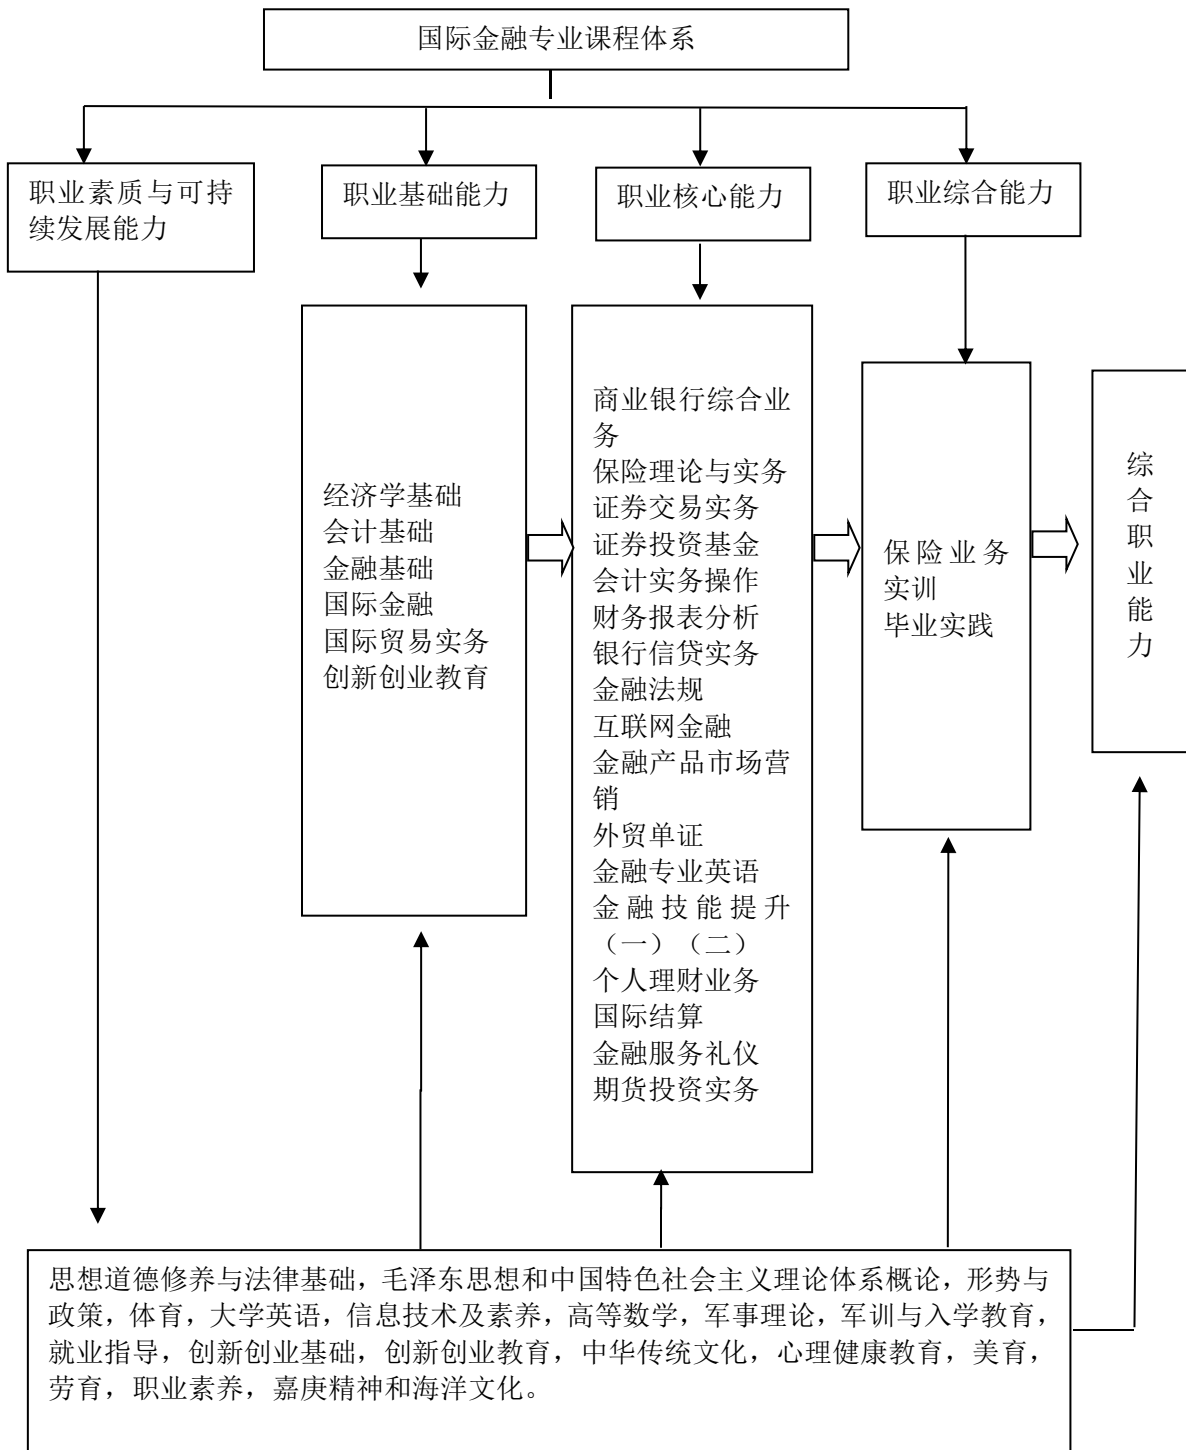 国际金融专业课程体系
职业素质与可持
续发展能力
职业基础能力
职业核心能力
职业综合能力
经济学基础
会计基础
金融基础
国际金融
国际贸易实务
创新创业教育
商业银行综合业
务
保险理论与实务
证券交易实务
证券投资基金
会计实务操作
财务报表分析
银行信贷实务
金融法规
互联网金融
金融产品市场营
销
外贸单证
金融专业英语
金融技能提升
（一）（二）
个人理财业务
国际结算
金融服务礼仪
期货投资实务
保险业务
实训
毕业实践
综
合
职
业
能
力
思想道德修养与法律基础，毛泽东思想和中国特色社会主义理论体系概论，形势与
政策，体育，大学英语，信息技术及素养，高等数学，军事理论，军训与入学教育，
就业指导，创新创业基础，创新创业教育，中华传统文化，心理健康教育，美育，
劳育，职业素养，嘉庚精神和海洋文化。